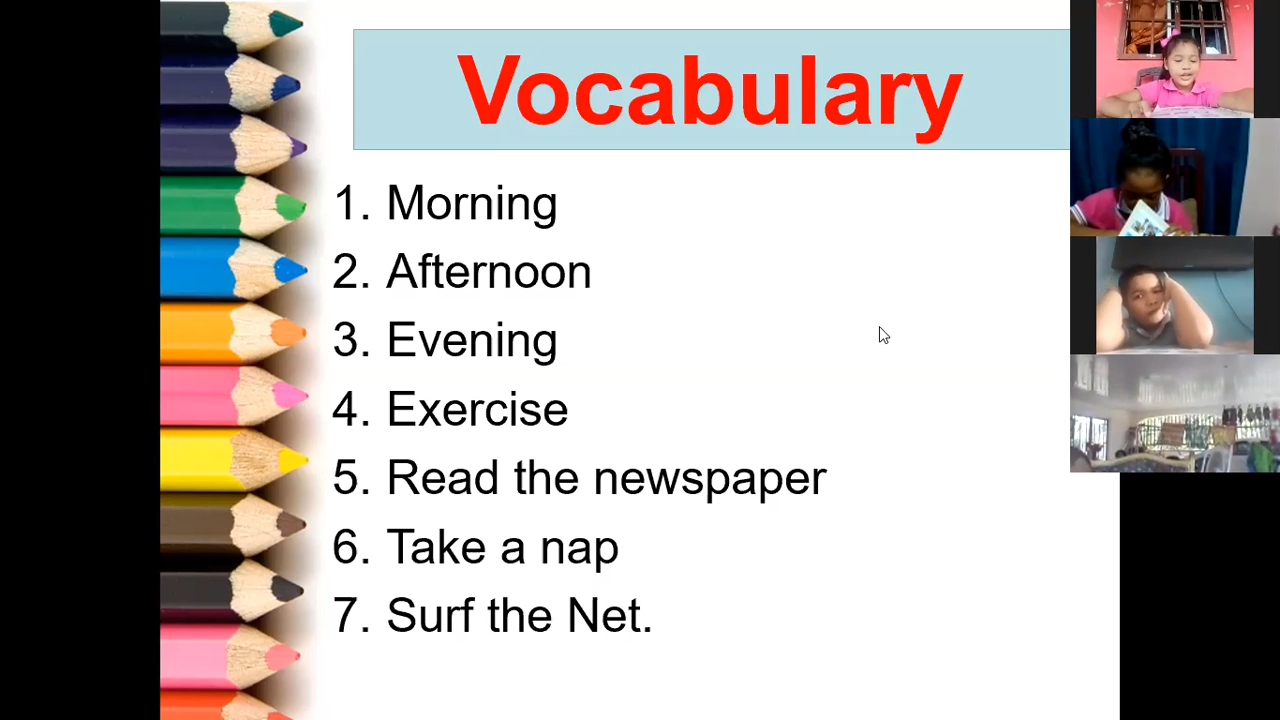 Vocabulary
1. Morning
2. Afternoon
3. Evening
4. Exercise
5. Read the newspaper
6. Take a nap
7. Surf the Net.